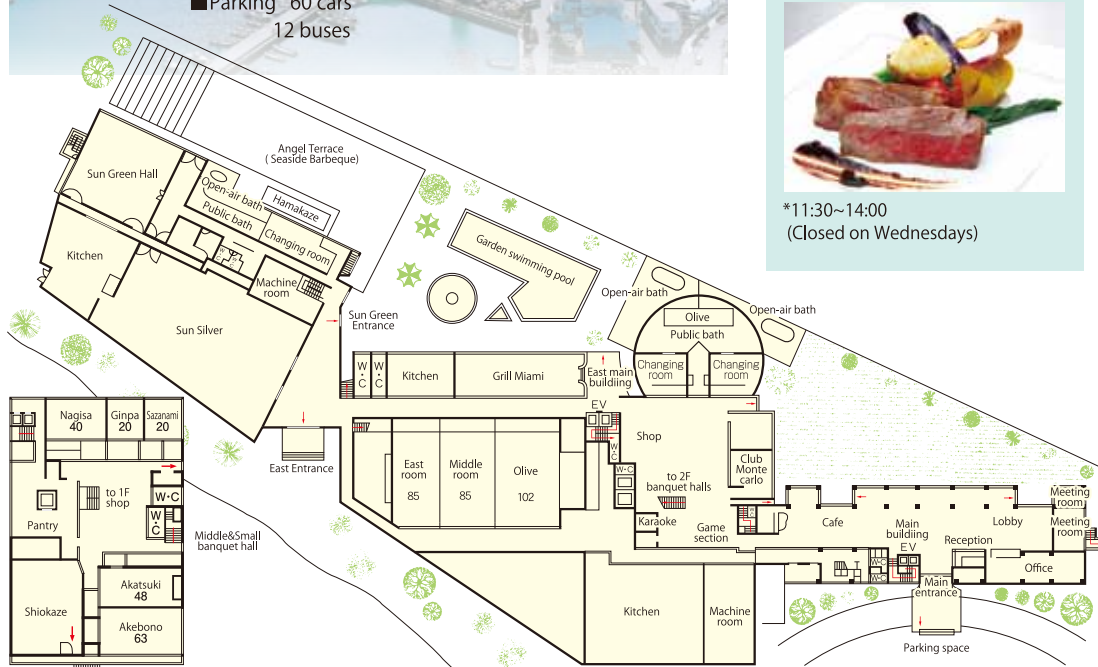 ■Parking 60 cars
12 buses
*11:30~14:00
(Closed on Wednesdays)
Angel Terrace
( Seaside Barbeque)
Sun Green Hall
Open-air bath
Public bath
Hamakaze
Changing room
Kitchen
W
C
W
C
Machine
room
Sun Silver
Sun Green
Entrance
Garden swimming pool
Open-air bath
Open-air bath
Olive
Public bath
Changing
room
Changing
room
W
・
C
W
・
C
Kitchen
Grill Miami
East main
buildiing
EV
East Entrance
East
room
85
Middle
room
85
Olive
102
W
・
C
W・C
Shop
to 2F
banquet halls
Club
Monte
carlo
Karaoke
Game
section
Cafe
Main
buildiing
EV
Lobby
Reception
Meeting
room
Meeting
room
Office
W・C
W・C
Main
entrance
Parking space
Kitchen
Machine
room
Nagisa
40
Ginpa
20
Sazanami
20
to 1F
shop
W・C
W
・
C
Pantry
Middle&Small
banquet hall
Shiokaze
Akatsuki
48
Akebono
63